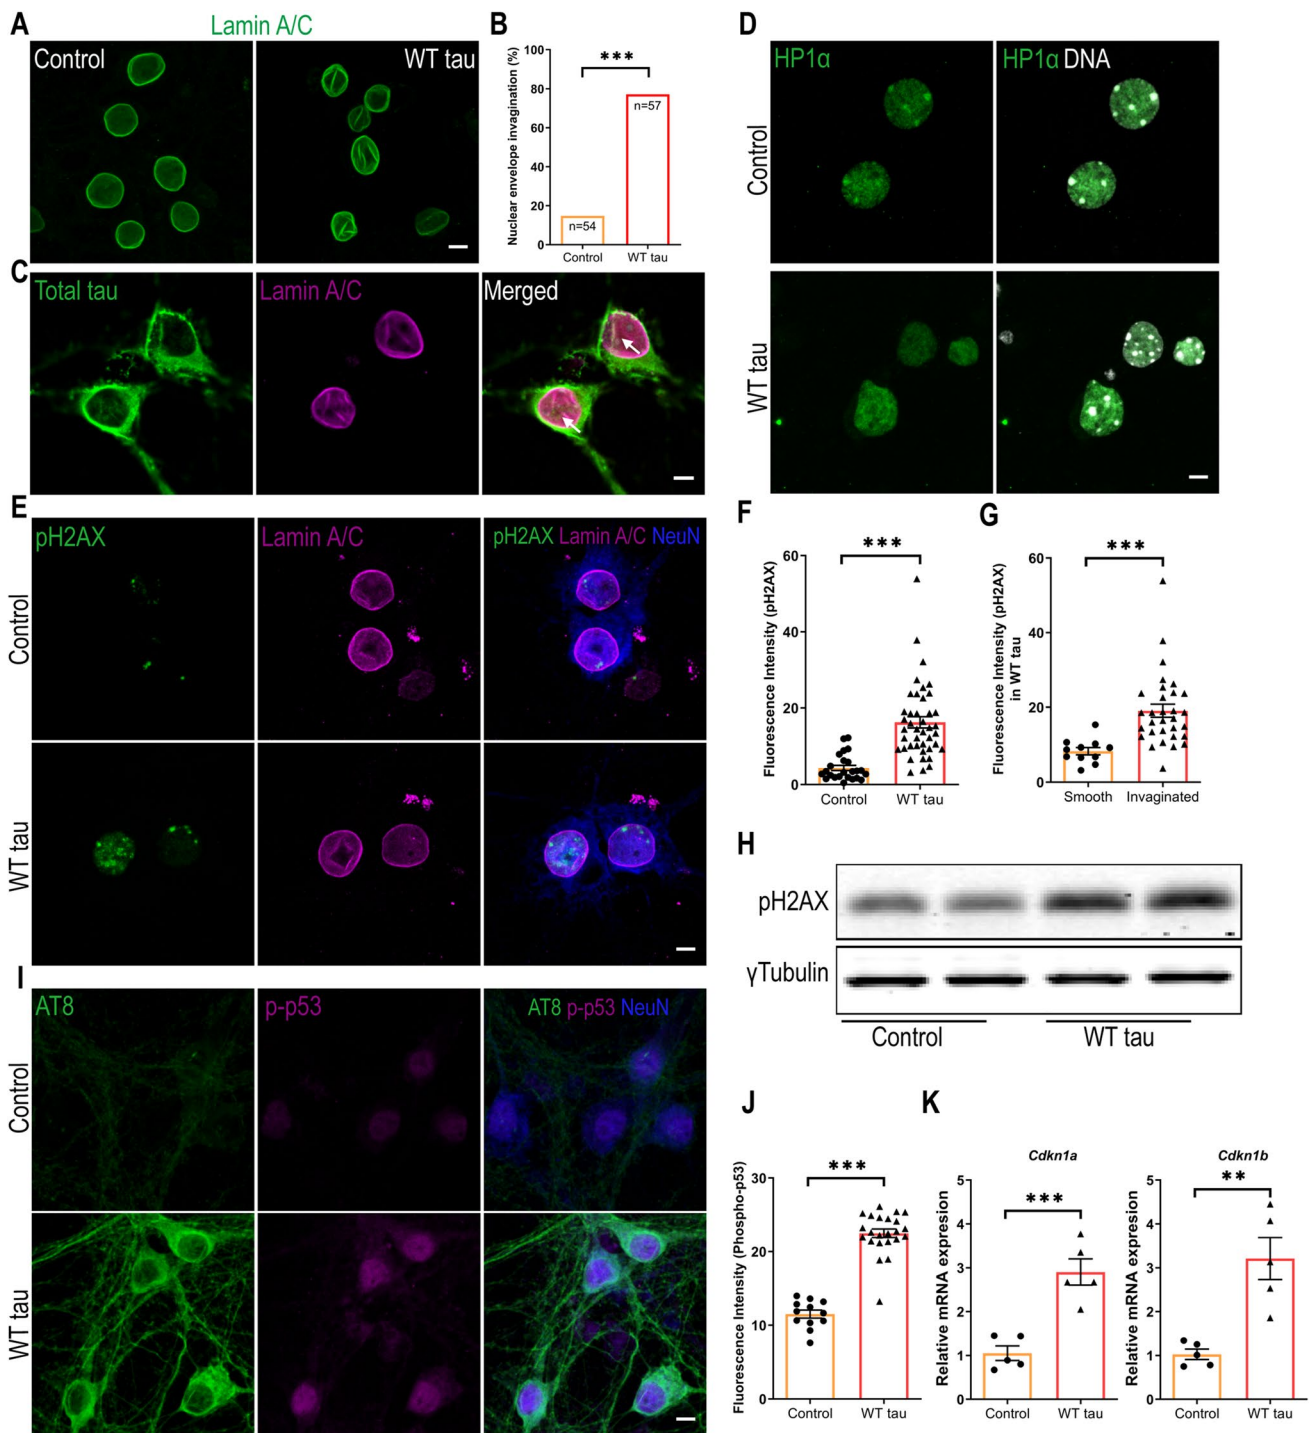 A
Lamin A/C
Control
WT tau
B
Nuclear envelope invagination (%)
100
80
60
40
20
0
***
n=54
n=57
Control
WT tau
C
Total tau
Lamin A/C
Merged
D
HP1α
HP1α DNA
Control
WT tau
E
pH2AX
Lamin A/C
pH2AX Lamin A/C NeuN
Control
WT tau
F
Fluorescence Intensity (pH2AX)
60
40
20
0
***
Control
WT tau
G
Fluorescence Intensity (pH2AX)
in WT tau
60
40
20
0
***
Smooth
Invaginated
H
pH2AX
γTubulin
Control
WT tau
I
AT8
p-p53
AT8 p-p53 NeuN
Control
WT tau
J
Fluorescence Intensity (Phospho-p53)
30
20
10
0
***
Control
WT tau
K
Cdkn1a
Relative mRNA expresion
5
4
3
2
1
0
***
Control
WT tau
Cdkn1b
Relative mRNA expresion
5
4
3
2
1
0
**
Control
WT tau